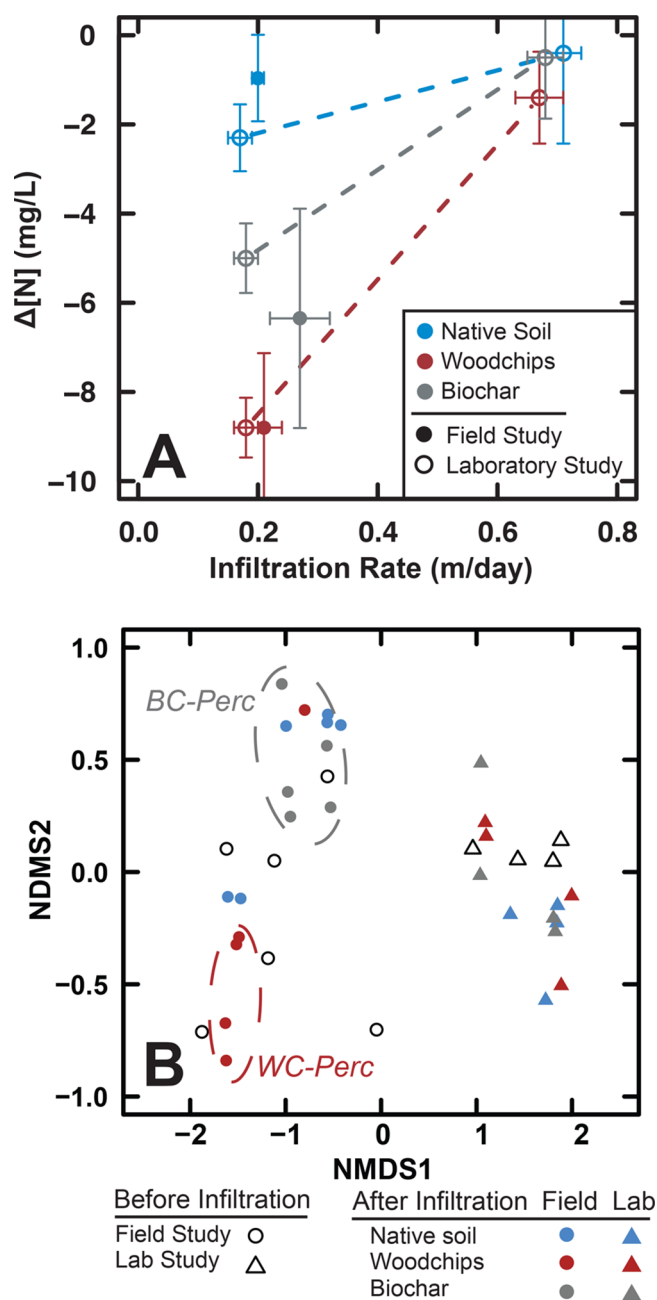 0
−2
−4
−6
−8
−10
Δ[N] (mg/L)
A
Native Soil
Woodchips
Biochar
Field Study
Laboratory Study
0.0 0.2 0.4 0.6 0.8
Infiltration Rate (m/day)
1.0
0.5
0.0
−0.5
−1.0
NDMS2
BC-Perc
WC-Perc
B
−2 −1 0 1 2
NMDS1
Before Infiltration
Field Study
Lab Study
After Infiltration Field Lab
Native soil
Woodchips
Biochar